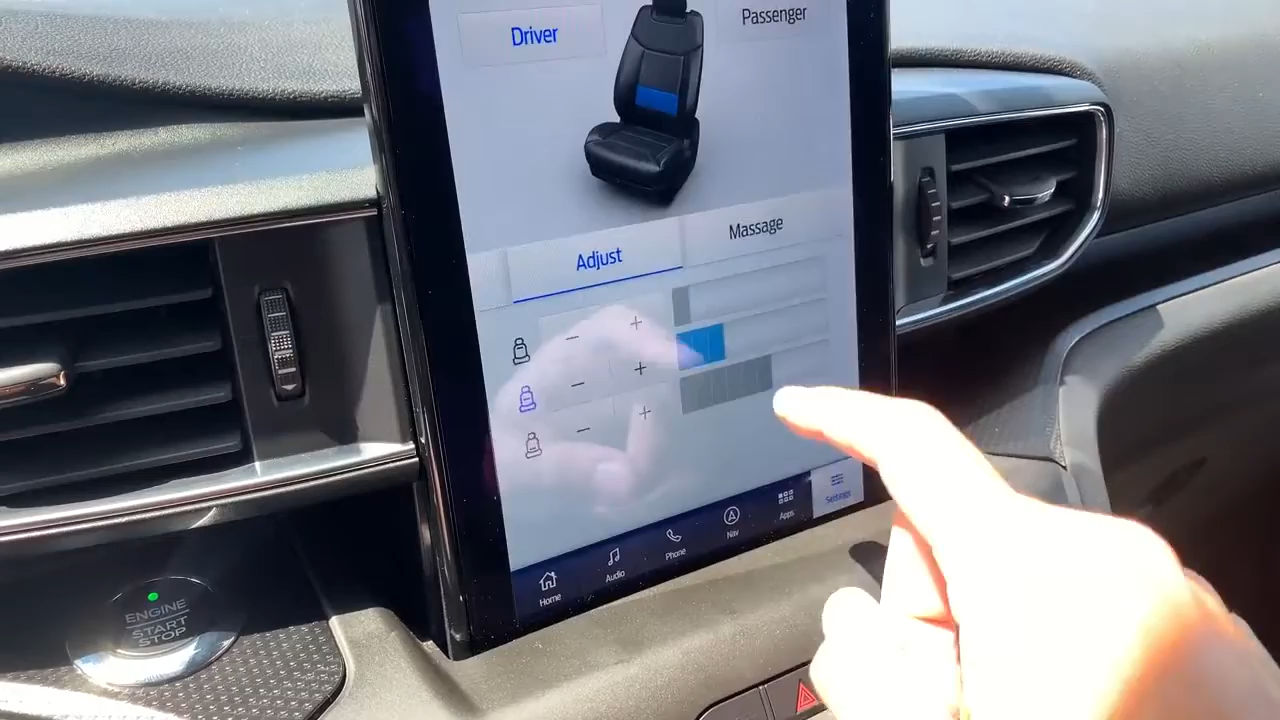 Driver
Passenger
Adjust
Massage
Home
Audio
Phone
Nav
Apps
Settings
ENGINE
START
STOP